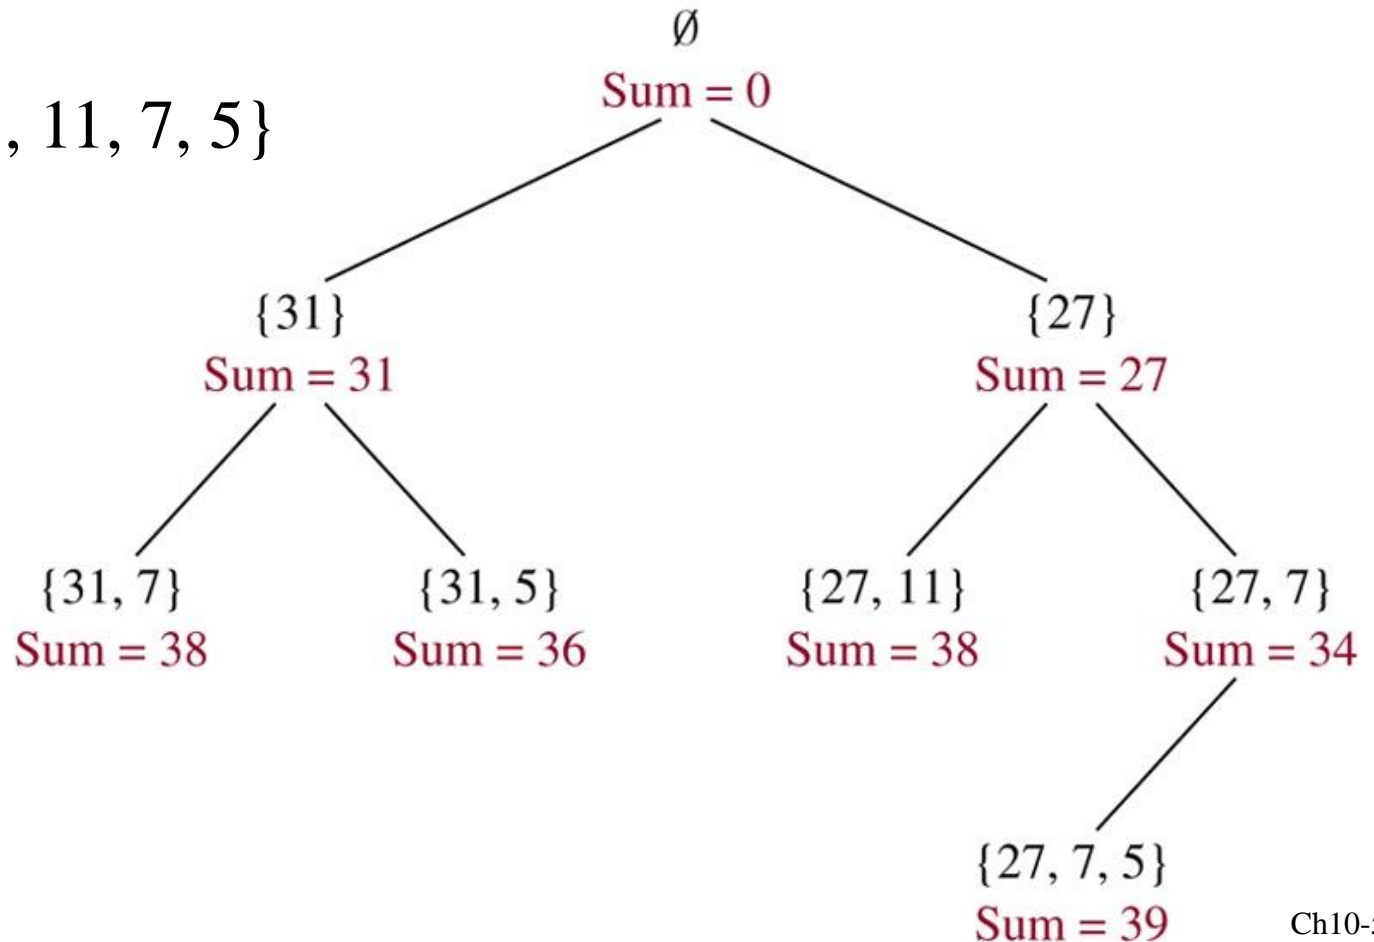 ∅
Sum = 0
, 11, 7, 5}
{31}
{27}
Sum = 31
Sum = 27
{31, 7}
{31, 5}
{27, 11}
{27, 7}
Sum = 38
Sum = 36
Sum = 38
Sum = 34
{27, 7, 5}
Sum = 39
Ch10-